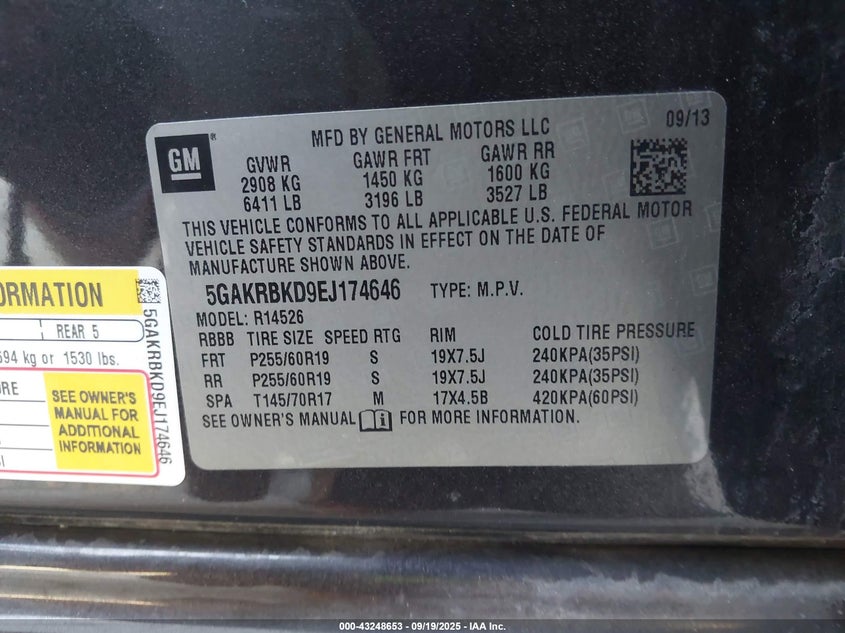 MFD BY GENERAL MOTORS LLC
09/13
GM
GVWR GAWR FRT GAWR RR
2908 KG 1450 KG 1600 KG
6411 LB 3196 LB 3527 LB
THIS VEHICLE CONFORMS TO ALL APPLICABLE U.S. FEDERAL MOTOR
VEHICLE SAFETY STANDARDS IN EFFECT ON THE DATE OF
MANUFACTURE SHOWN ABOVE.
5GAKRBKD9EJ174646 TYPE: M.P.V.
MODEL: R14526
RBBB TIRE SIZE SPEED RTG RIM COLD TIRE PRESSURE
FRT P255/60R19 S 19X7.5J 240KPA(35PSI)
RR P255/60R19 S 19X7.5J 240KPA(35PSI)
SPA T145/70R17 M 17X4.5B 420KPA(60PSI)
SEE OWNER'S MANUAL FOR MORE INFORMATION.
ORMATION
REAR 5
594 kg or 1530 lbs.
SEE OWNER'S
MANUAL FOR
ADDITIONAL
INFORMATION
5GAKRBKD9EJ174646
000-43248653 - 09/19/2025 - IAA Inc.